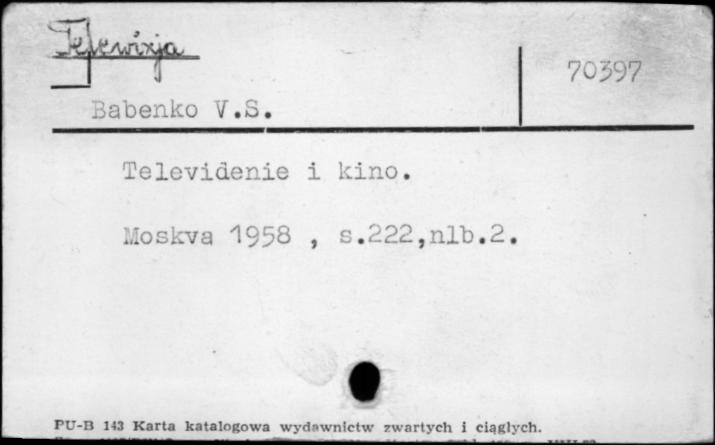 Telewizja
70397
Babenko V.S.
Televidenie i kino.
Moskva 1958 , s.222,nlb.2.
PU-B 143 Karta katalogowa wydawnictw zwartych i ciągłych.